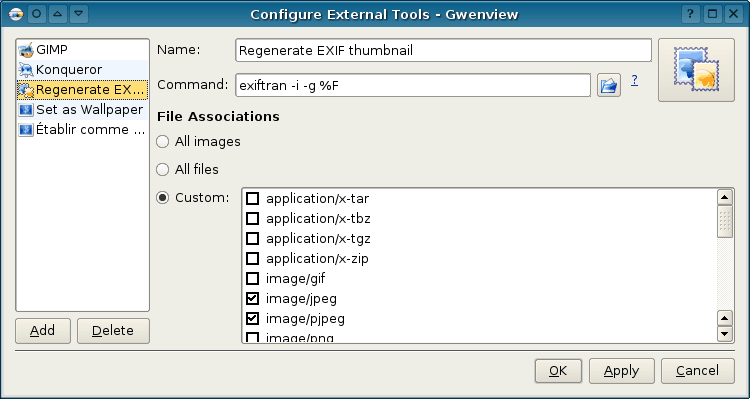 Configure External Tools - Gwenview
GIMP
Konqueror
Regenerate EX...
Set as Wallpaper
Établir comme ...
Add
Delete
Name:
Regenerate EXIF thumbnail
Command:
exiftran -i -g %F
?
File Associations
All images
All files
Custom:
application/x-tar
application/x-tbz
application/x-tgz
application/x-zip
image/gif
image/jpeg
image/pjpeg
image/png
OK
Apply
Cancel